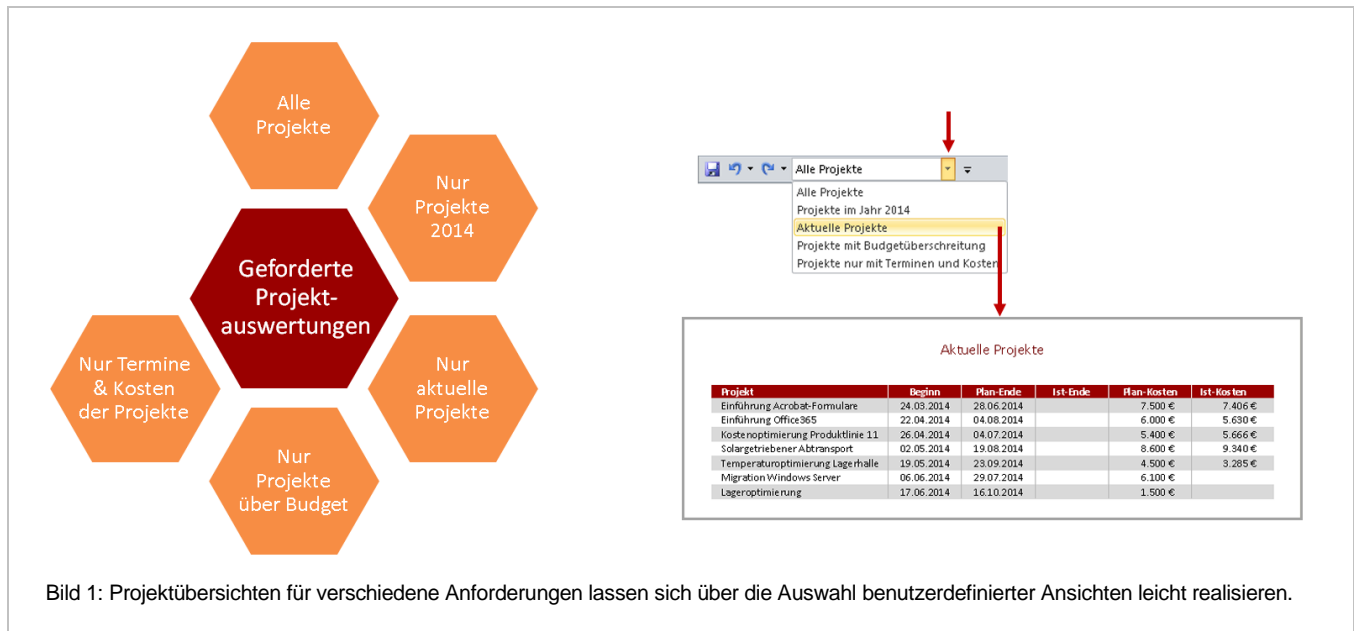 Alle
Projekte
Nur
Projekte
2014
Geforderte
Projekt-
auswertungen
Nur
aktuelle
Projekte
Nur Termine
& Kosten
der Projekte
Nur
Projekte
über Budget
Alle Projekte
Alle Projekte
Projekte im Jahr 2014
Aktuelle Projekte
Projekte mit Budgetüberschreitung
Projekte nur mit Terminen und Kosten
Aktuelle Projekte
Projekt Beginn Plan-Ende Ist-Ende Plan-Kosten Ist-Kosten
Einführung Acrobat-Formulare 24.03.2014 28.06.2014 7.500 € 7.406 €
Einführung Office365 22.04.2014 04.08.2014 6.000 € 5.630 €
Kostenoptimierung Produktlinie 11 26.04.2014 04.07.2014 5.400 € 5.666 €
Solargetriebener Abtransport 02.05.2014 19.08.2014 8.600 € 9.340 €
Temperaturoptimierung Lagerhalle 19.05.2014 23.09.2014 4.500 € 3.285 €
Migration Windows Server 06.06.2014 29.07.2014 6.100 €
Lageroptimierung 17.06.2014 16.10.2014 1.500 €
Bild 1: Projektübersichten für verschiedene Anforderungen lassen sich über die Auswahl benutzerdefinierter Ansichten leicht realisieren.